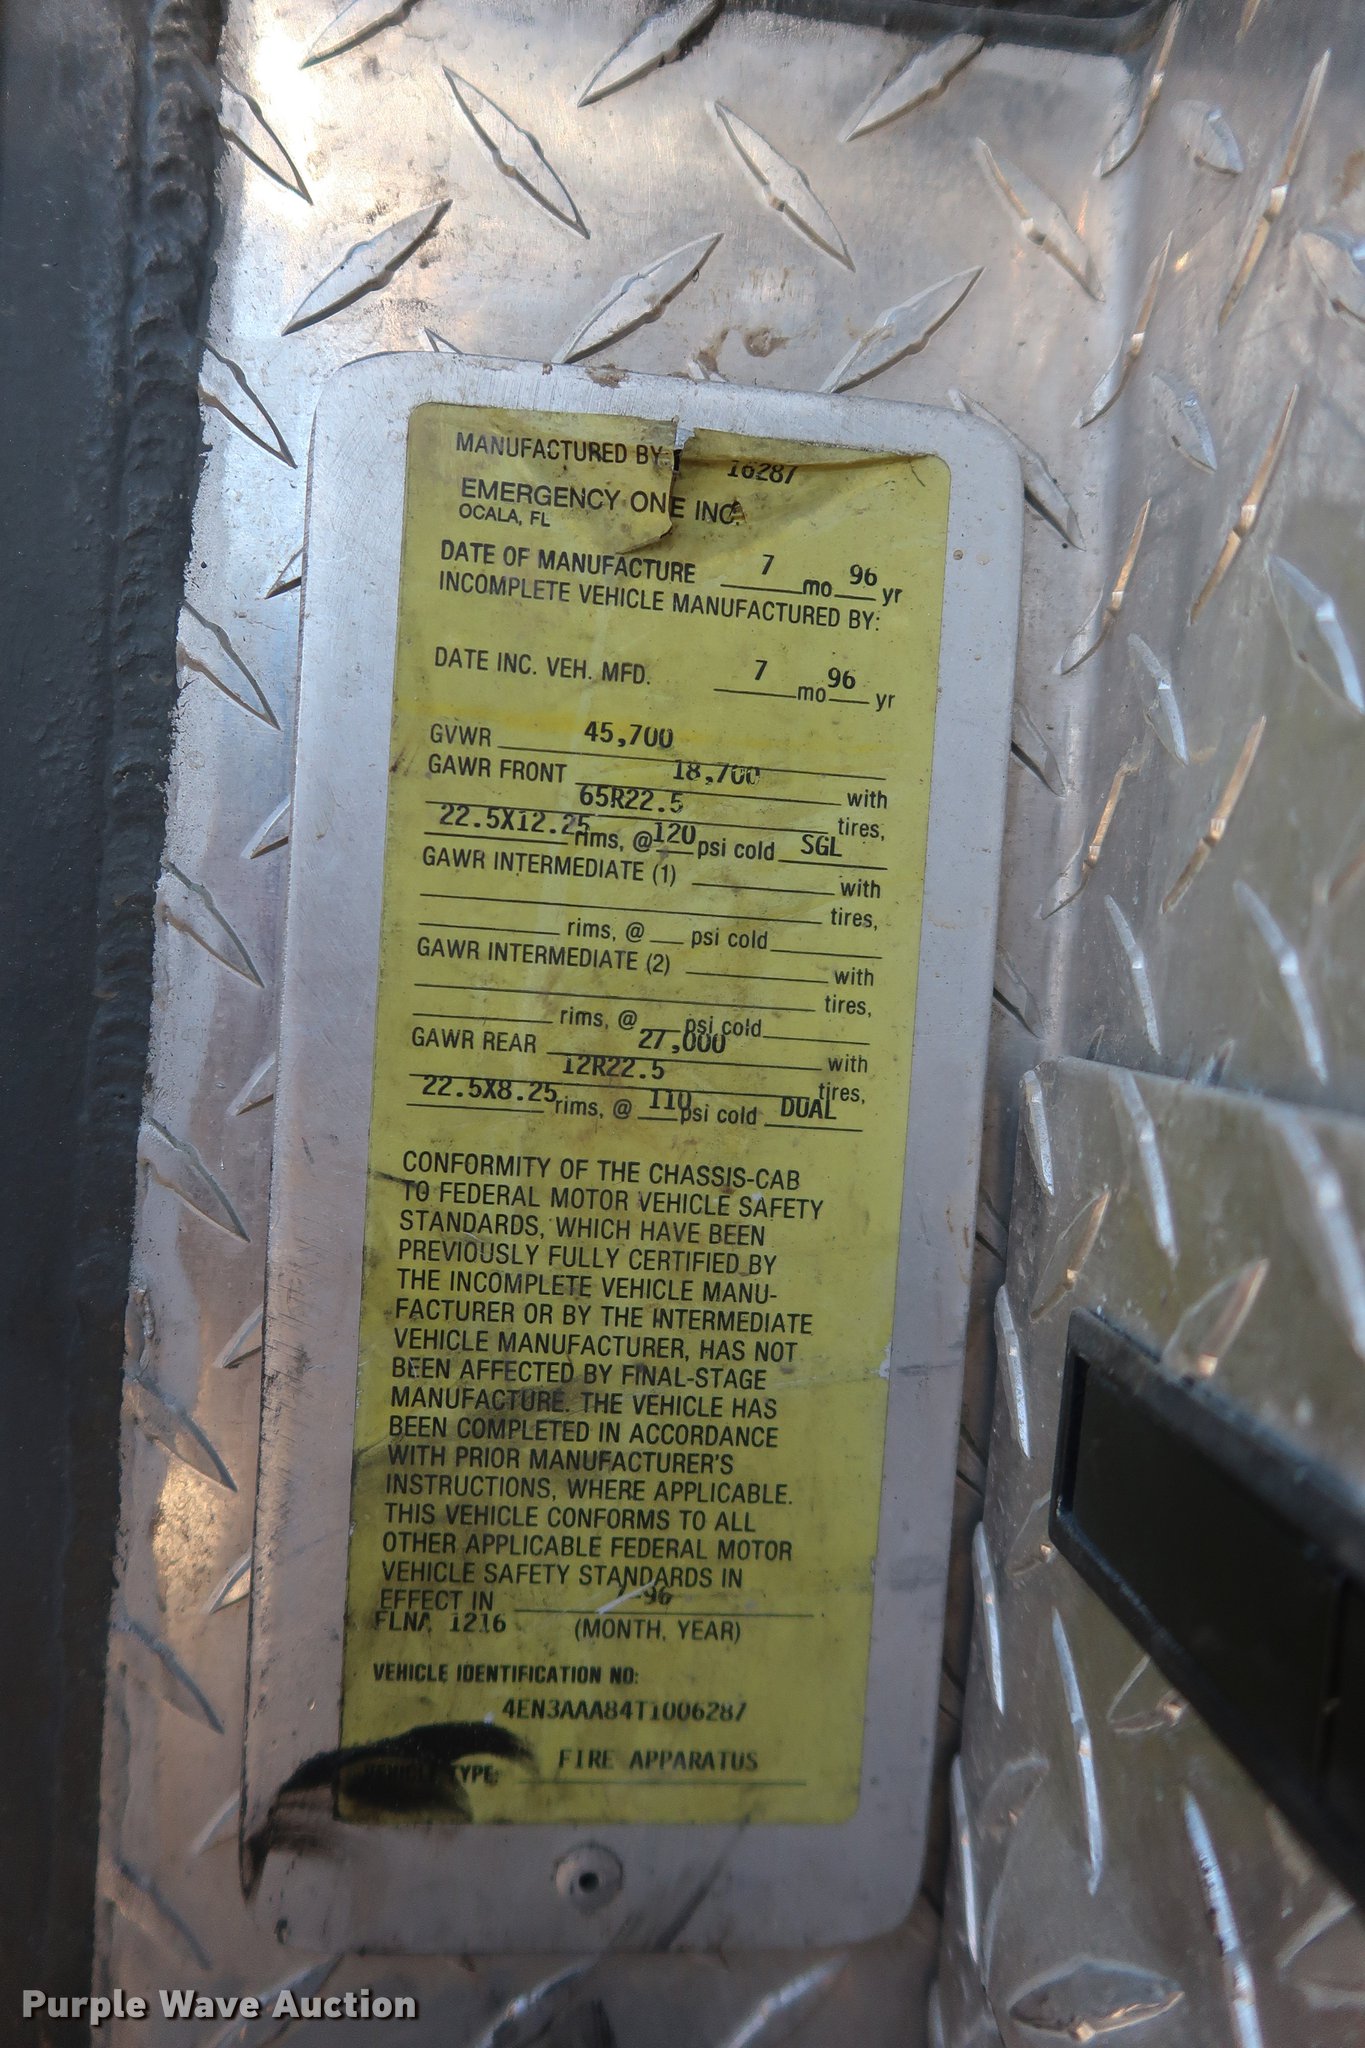 MANUFACTURED BY: 16287
EMERGENCY ONE INC.
OCALA, FL
DATE OF MANUFACTURE 7 mo 96 yr
INCOMPLETE VEHICLE MANUFACTURED BY:
DATE INC. VEH. MFD. 7 mo 96 yr
GVWR 45,700
GAWR FRONT 18,700 with
65R22.5 tires,
22.5X12.25 rims, @ 120 psi cold SGL
GAWR INTERMEDIATE (1) with
tires,
rims, @ psi cold
GAWR INTERMEDIATE (2) with
tires,
rims, @ psi cold
GAWR REAR 27,000 with
12R22.5 tires,
22.5X8.25 rims, @ 110 psi cold DUAL
CONFORMITY OF THE CHASSIS-CAB
TO FEDERAL MOTOR VEHICLE SAFETY
STANDARDS, WHICH HAVE BEEN
PREVIOUSLY FULLY CERTIFIED BY
THE INCOMPLETE VEHICLE MANU-
FACTURER OR BY THE INTERMEDIATE
VEHICLE MANUFACTURER, HAS NOT
BEEN AFFECTED BY FINAL-STAGE
MANUFACTURE. THE VEHICLE HAS
BEEN COMPLETED IN ACCORDANCE
WITH PRIOR MANUFACTURER'S
INSTRUCTIONS, WHERE APPLICABLE.
THIS VEHICLE CONFORMS TO ALL
OTHER APPLICABLE FEDERAL MOTOR
VEHICLE SAFETY STANDARDS IN
EFFECT IN 7-96
FLNA 1216 (MONTH, YEAR)
VEHICLE IDENTIFICATION NO:
4EN3AAA84T1006287
VEHICLE TYPE: FIRE APPARATUS
Purple Wave Auction